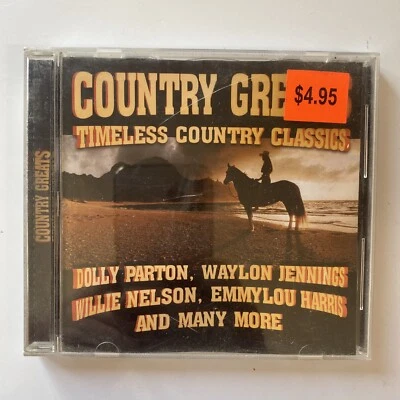 COUNTRY GREATS
COUNTRY GRE S
$4.95
TIMELESS COUNTRY CLASSICS
DOLLY PARTON, WAYLON JENNINGS
WILLIE NELSON, EMMYLOU HARRIS
AND MANY MORE